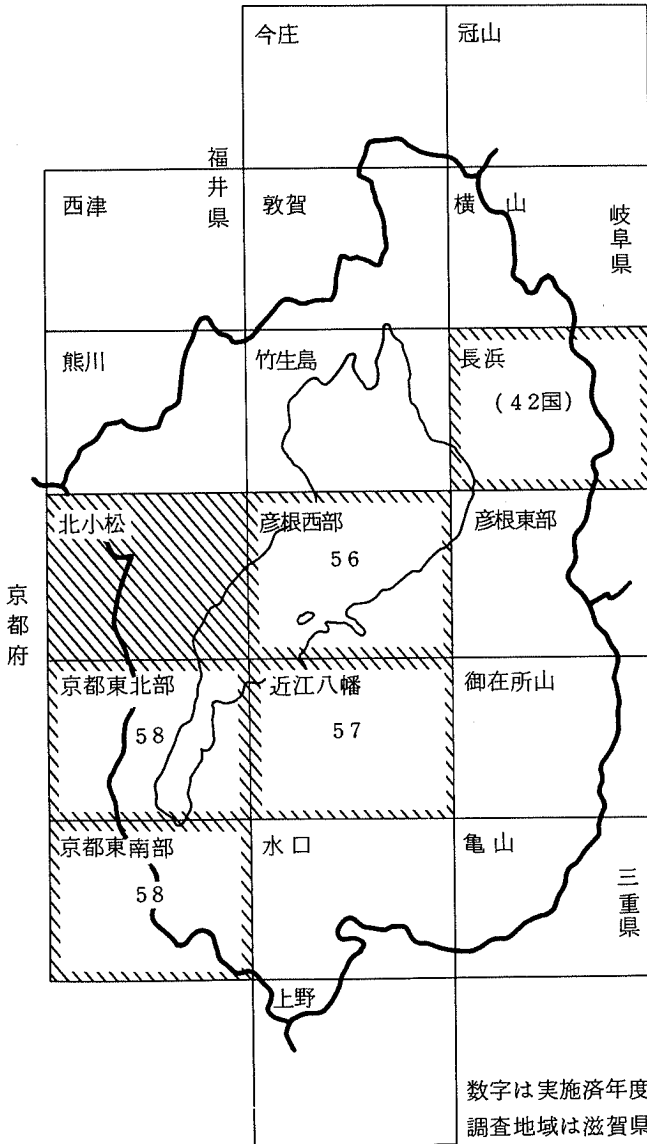 今庄
冠山
福井県
西津
敦賀
横山
岐阜県
熊川
竹生島
長浜
(42国)
北小松
彦根西部
56
彦根東部
京都府
京都東北部
58
近江八幡
57
御在所山
京都東南部
58
水口
亀山
三重県
上野
数字は実施済年度
調査地域は滋賀県